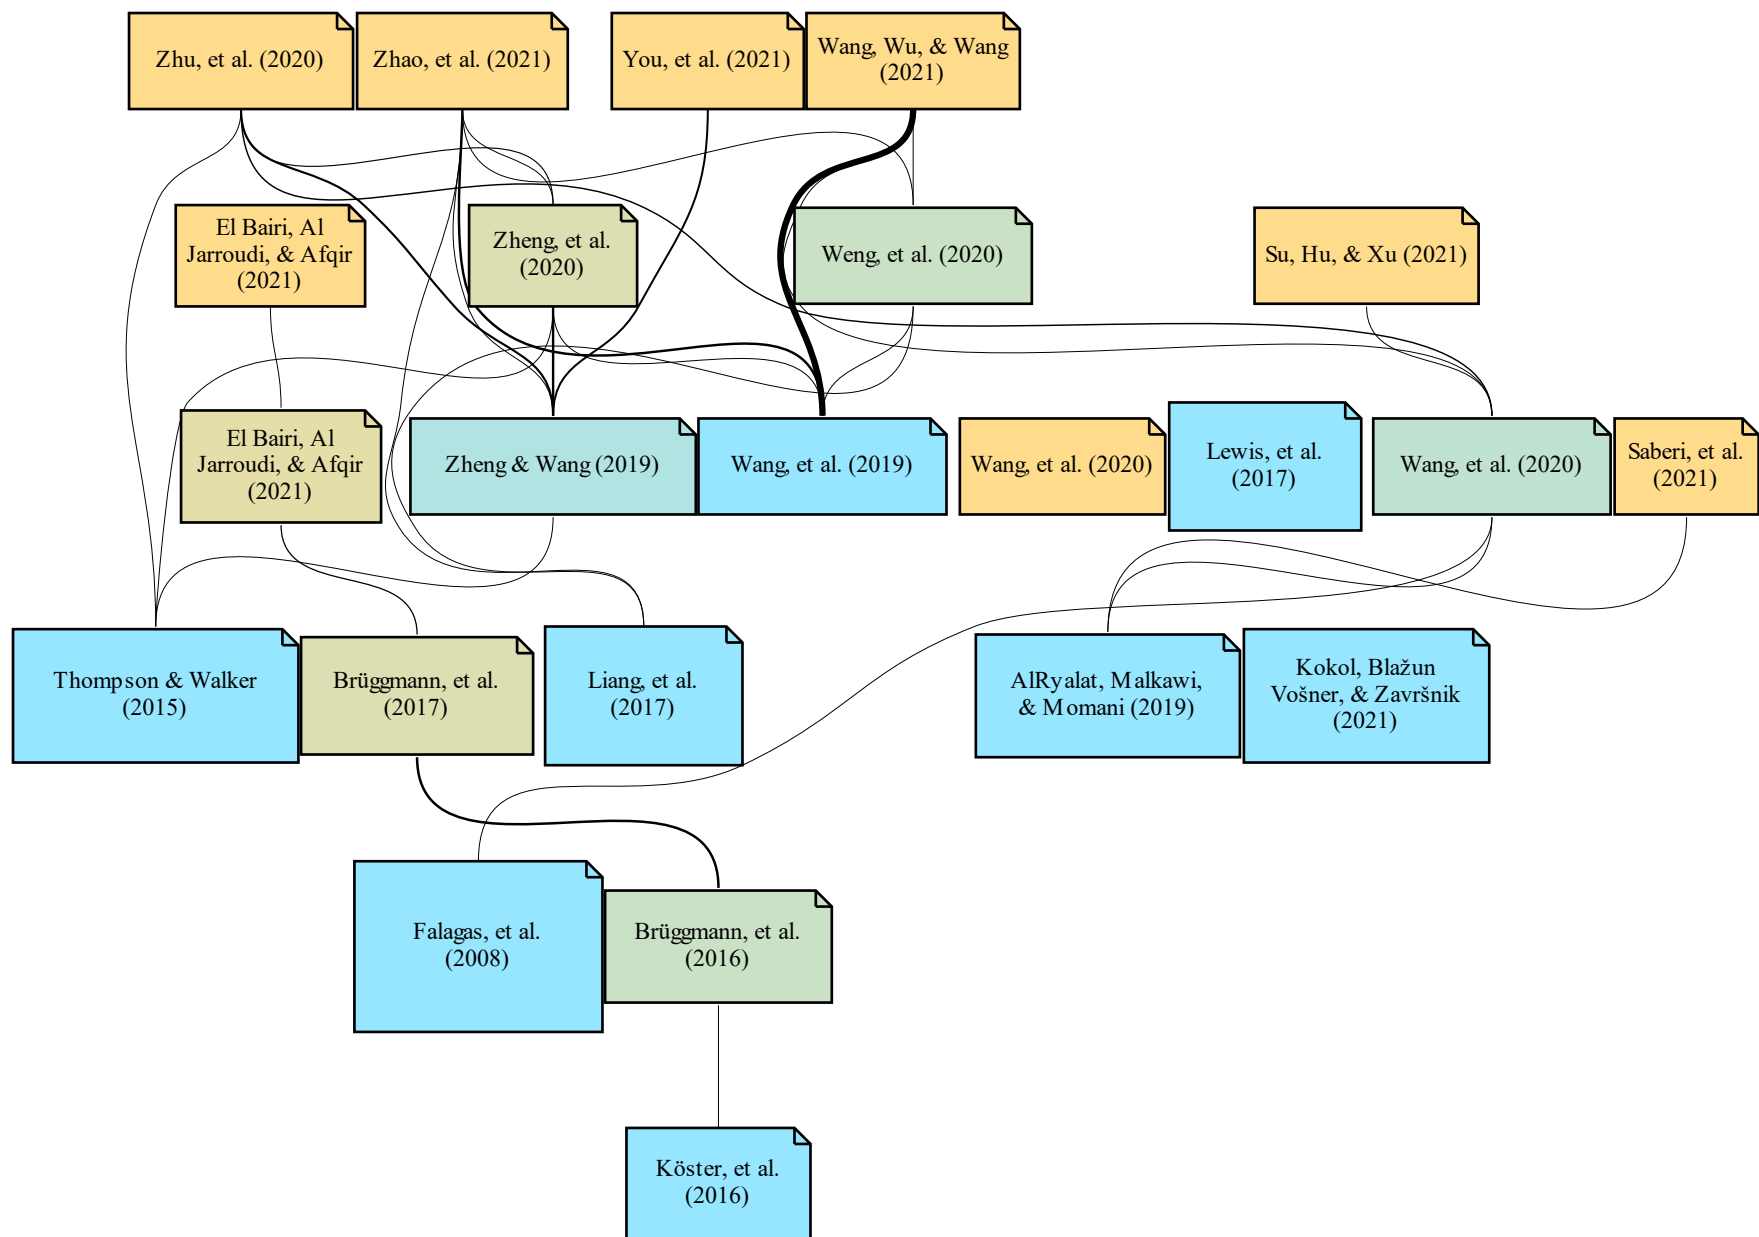 Zhu, et al. (2020)
Zhao, et al. (2021)
You, et al. (2021)
Wang, Wu, & Wang
(2021)
El Bairi, Al
Jarroudi, & Afqir
(2021)
Zheng, et al.
(2020)
Weng, et al. (2020)
Su, Hu, & Xu (2021)
El Bairi, Al
Jarroudi, & Afqir
(2021)
Zheng & Wang (2019)
Wang, et al. (2019)
Wang, et al. (2020)
Lewis, et al.
(2017)
Wang, et al. (2020)
Saberi, et al.
(2021)
Thompson & Walker
(2015)
Brüggmann, et al.
(2017)
Liang, et al.
(2017)
AlRyalat, Malkawi,
& Momani (2019)
Kokol, Blažun
Vošner, & Završnik
(2021)
Falagas, et al.
(2008)
Brüggmann, et al.
(2016)
Köster, et al.
(2016)